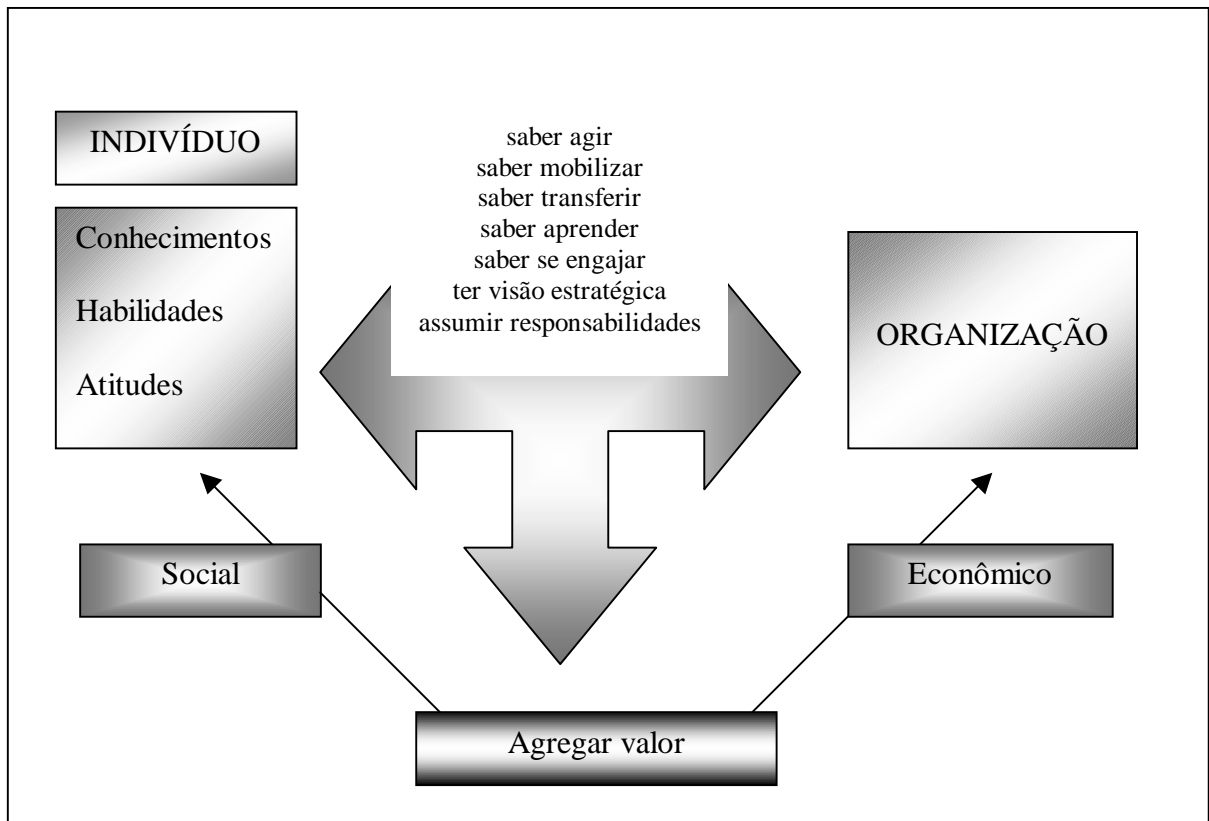 INDIVÍDUO
Conhecimentos
Habilidades
Atitudes
saber agir
saber mobilizar
saber transferir
saber aprender
saber se engajar
ter visão estratégica
assumir responsabilidades
ORGANIZAÇÃO
Social
Econômico
Agregar valor